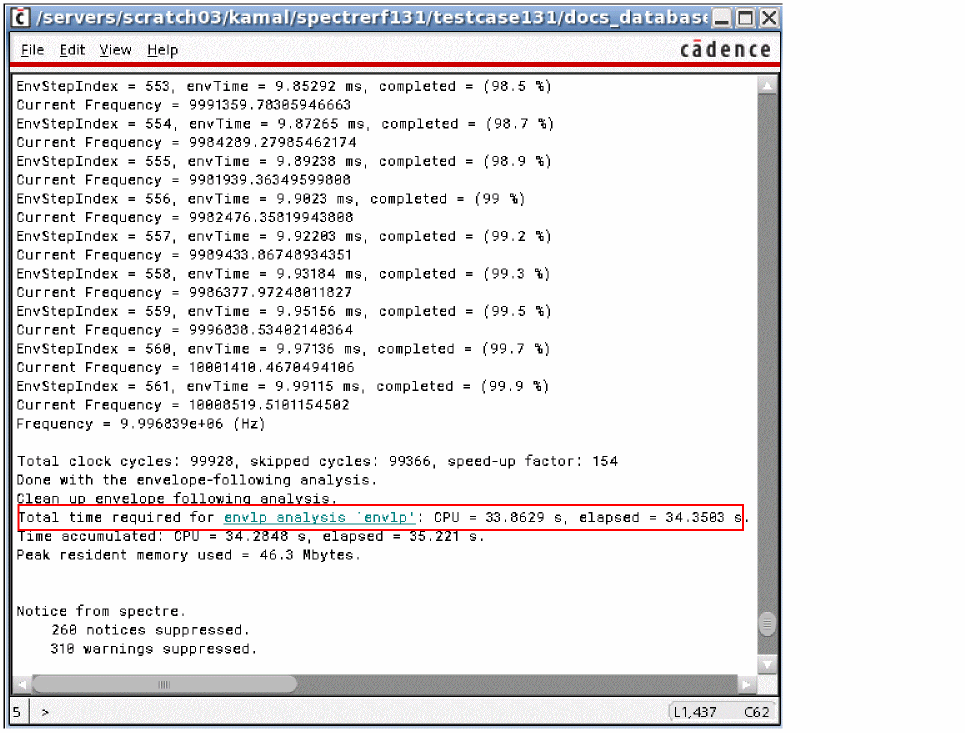 /servers/scratch03/kamal/spectrerf131/testcase131/docs_database
File Edit View Help
cādence
EnvStepIndex = 553, envTime = 9.85292 ms, completed = (98.5 %)
Current Frequency = 9991359.78305946663
EnvStepIndex = 554, envTime = 9.87265 ms, completed = (98.7 %)
Current Frequency = 9984289.27985462174
EnvStepIndex = 555, envTime = 9.89238 ms, completed = (98.9 %)
Current Frequency = 9981939.36349599808
EnvStepIndex = 556, envTime = 9.9023 ms, completed = (99 %)
Current Frequency = 9982476.35819943808
EnvStepIndex = 557, envTime = 9.92203 ms, completed = (99.2 %)
Current Frequency = 9989433.86748934351
EnvStepIndex = 558, envTime = 9.93184 ms, completed = (99.3 %)
Current Frequency = 9986377.97248011827
EnvStepIndex = 559, envTime = 9.95156 ms, completed = (99.5 %)
Current Frequency = 9996838.53402140364
EnvStepIndex = 560, envTime = 9.97136 ms, completed = (99.7 %)
Current Frequency = 10001410.4670494106
EnvStepIndex = 561, envTime = 9.99115 ms, completed = (99.9 %)
Current Frequency = 10008519.5101154502
Frequency = 9.996839e+06 (Hz)
Total clock cycles: 99928, skipped cycles: 99366, speed-up factor: 154
Done with the envelope-following analysis.
Clean up envelope following analysis.
Total time required for envlp analysis `envlp': CPU = 33.8629 s, elapsed = 34.3503 s.
Time accumulated: CPU = 34.2848 s, elapsed = 35.221 s.
Peak resident memory used = 46.3 Mbytes.
Notice from spectre.
260 notices suppressed.
310 warnings suppressed.
5 >
L1,437 C62